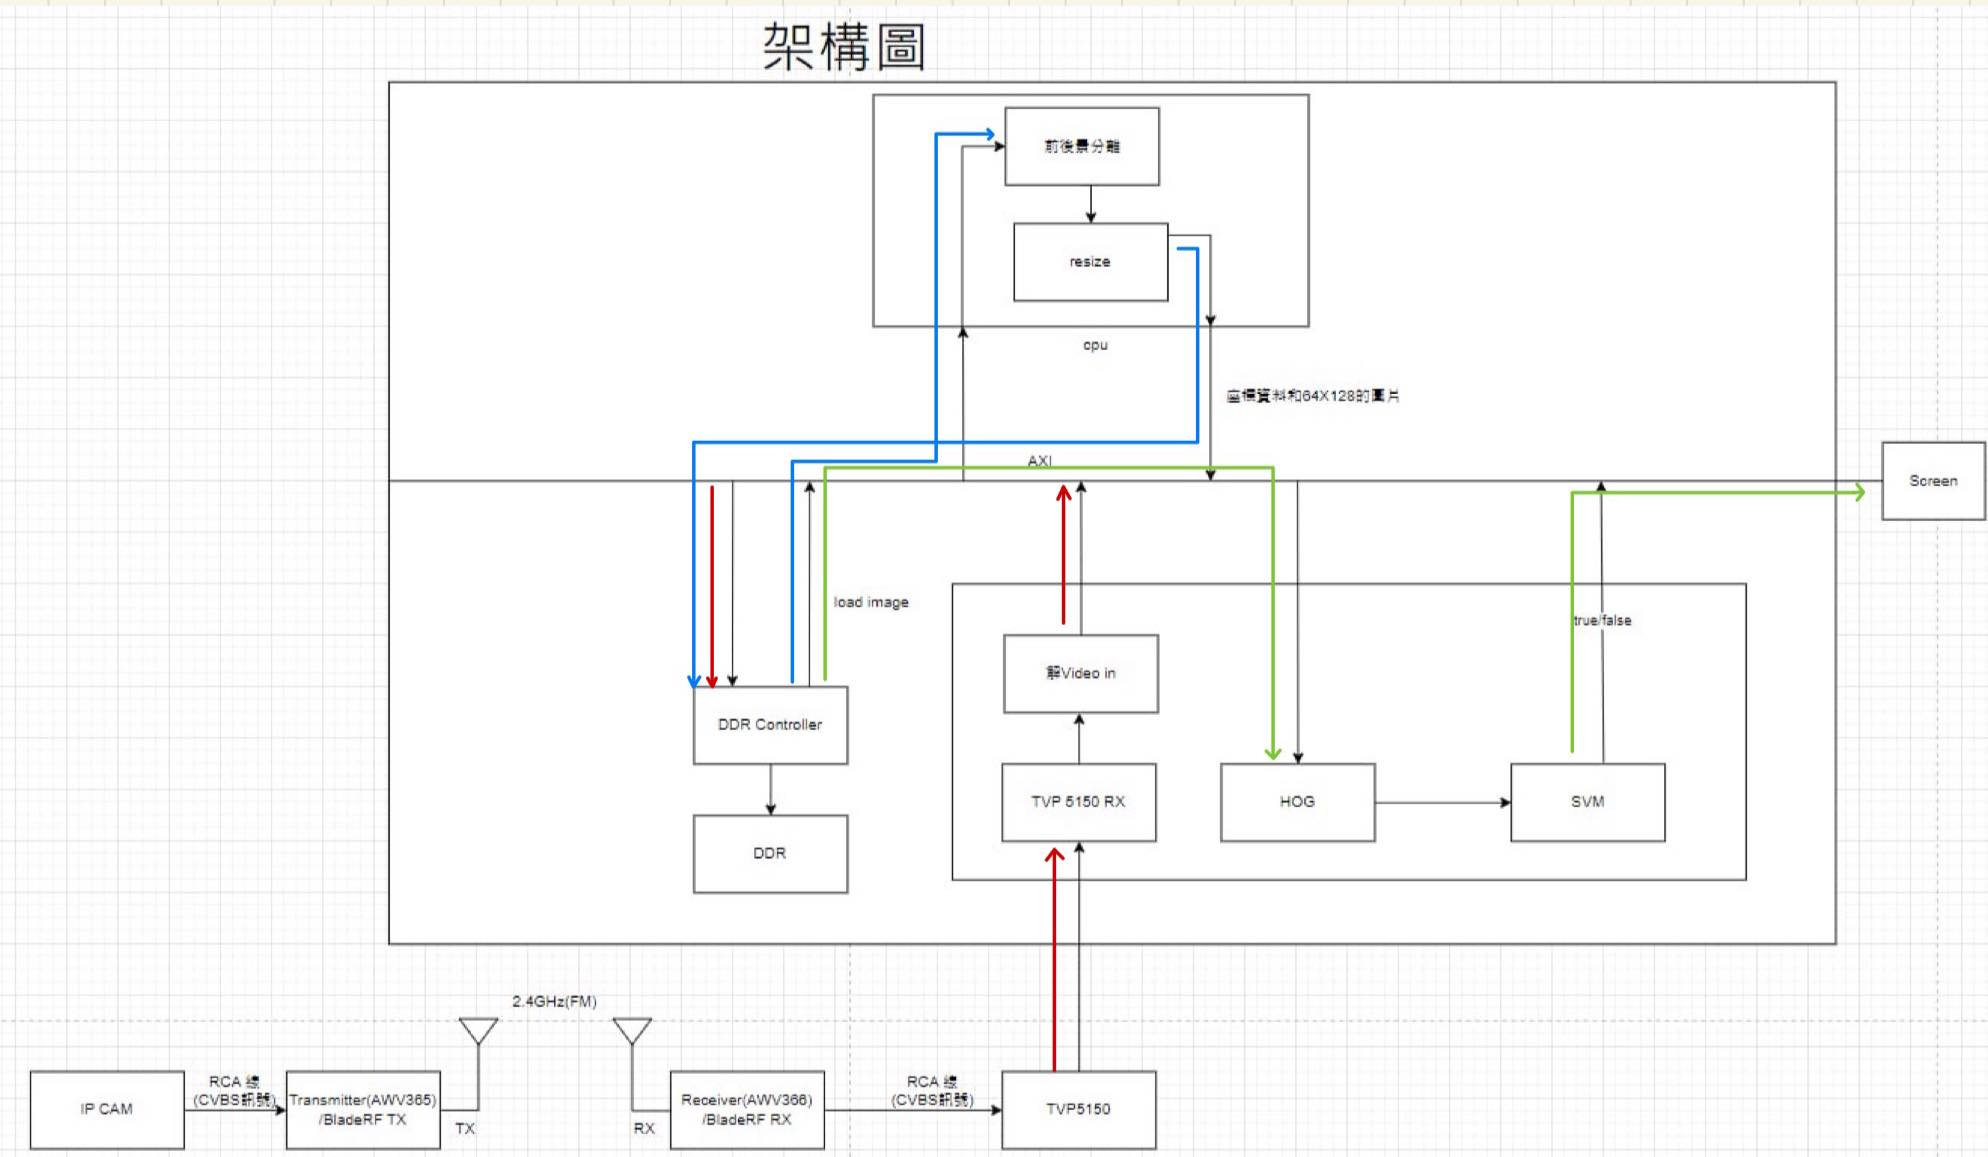 架構圖
前後景分離
resize
cpu
座標資料和64X128的圖片
AXI
Screen
load image
true/false
解Video in
DDR Controller
TVP 5150 RX
HOG
SVM
DDR
2.4GHz(FM)
IP CAM
RCA 線
(CVBS訊號)
Transmitter(AWV365)
/BladeRF TX
TX
RX
Receiver(AWV366)
/BladeRF RX
RCA 線
(CVBS訊號)
TVP5150